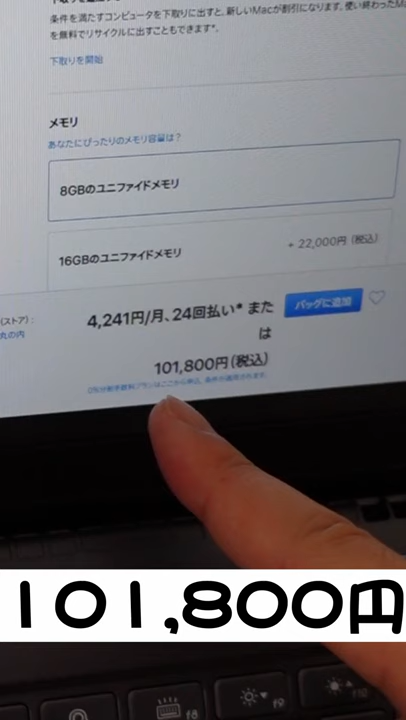 条件を満たすコンピュータを下取りに出すと、新しいMacが割引になります。使い終わったM
を無料でリサイクルに出すこともできます*。
下取りを開始
メモリ
あなたにぴったりのメモリ容量は?
8GBのユニファイドメモリ
16GBのユニファイドメモリ
+ 22,000円 (税込)
(ストア):
丸の内
4,241円/月、24回払い* また
は
バッグに追加
101,800円(税込)
101,800円
f8
f9
f10